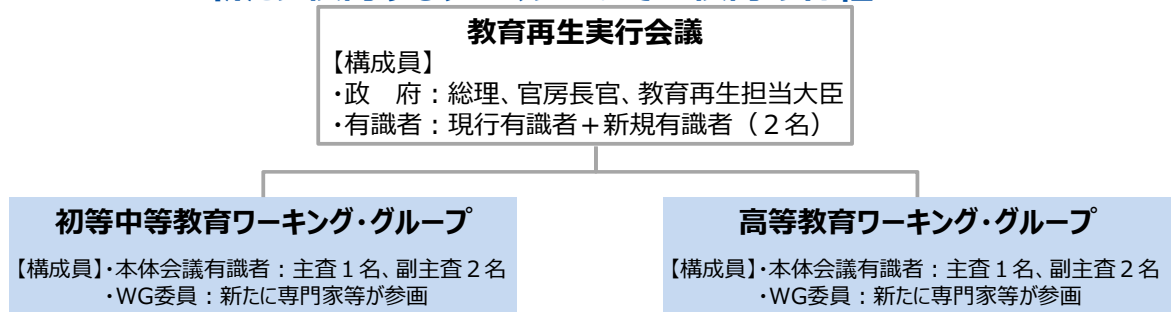 教育再生実行会議
【構成員】
・政　府：総理、官房長官、教育再生担当大臣
・有識者：現行有識者＋新規有識者（２名）
初等中等教育ワーキング・グループ
【構成員】・本体会議有識者：主査１名、副主査２名
・WG委員：新たに専門家等が参画
高等教育ワーキング・グループ
【構成員】・本体会議有識者：主査１名、副主査２名
・WG委員：新たに専門家等が参画